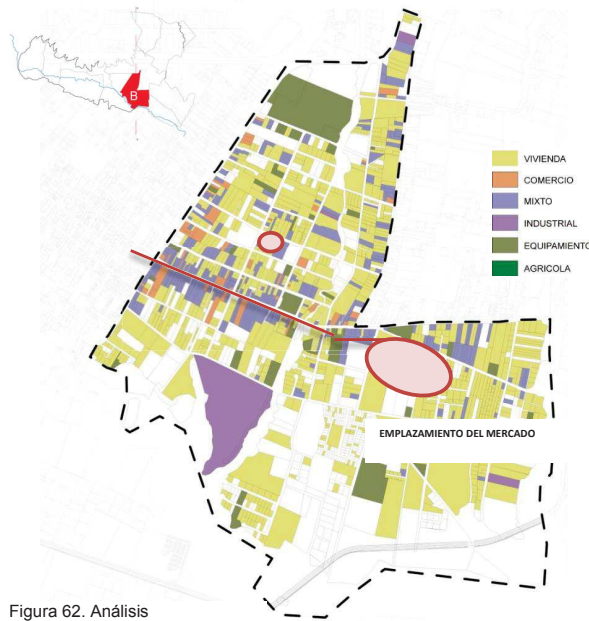 B
VIVIENDA
COMERCIO
MIXTO
INDUSTRIAL
EQUIPAMIENTO
AGRICOLA
EMPLAZAMIENTO DEL MERCADO
Figura 62. Análisis